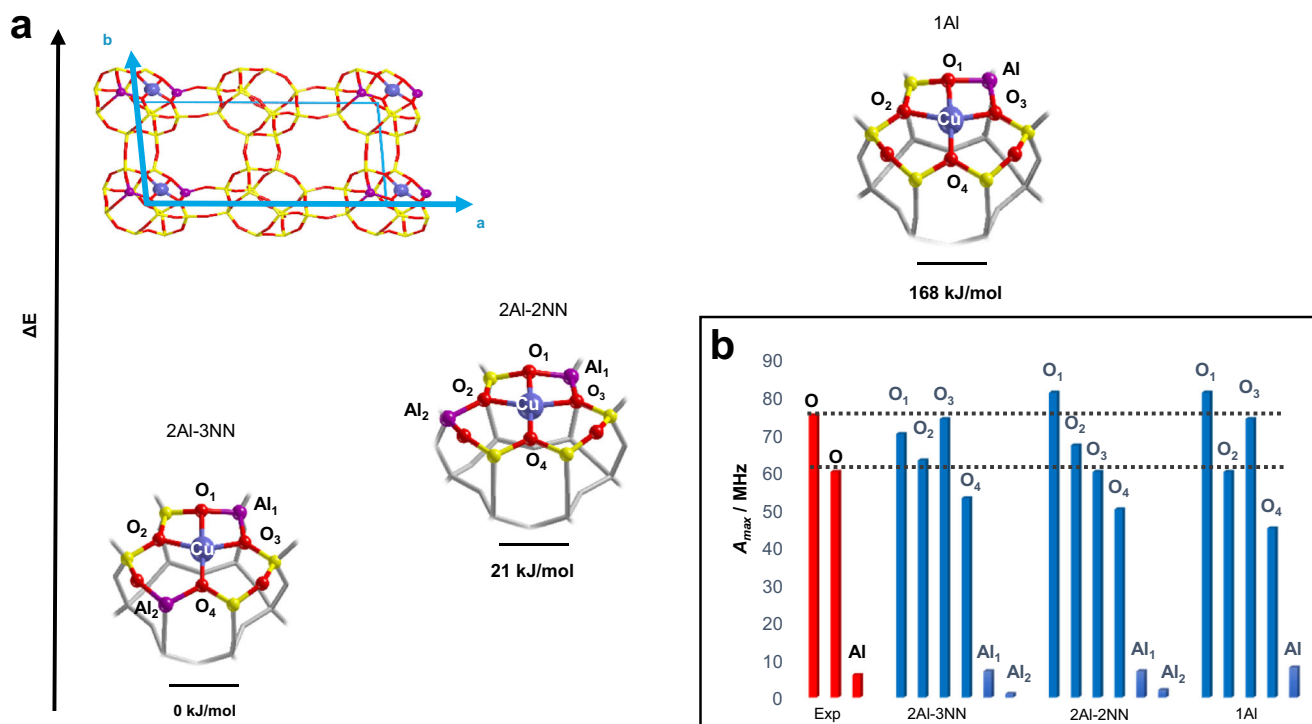 a
b
a
ΔE
1Al
O1
Al
O2
O3
Cu
O4
168 kJ/mol
2Al-2NN
O1
Al1
O2
O3
Al2
Cu
O4
21 kJ/mol
2Al-3NN
O1
Al1
O2
O3
Cu
Al2
O4
0 kJ/mol
b
Amax / MHz
90
80
70
60
50
40
30
20
10
0
O
O
Al
O1
O2
O3
O4
Al1
Al2
O1
O2
O3
O4
Al1
Al2
O1
O2
O3
O4
Al
Exp
2Al-3NN
2Al-2NN
1Al